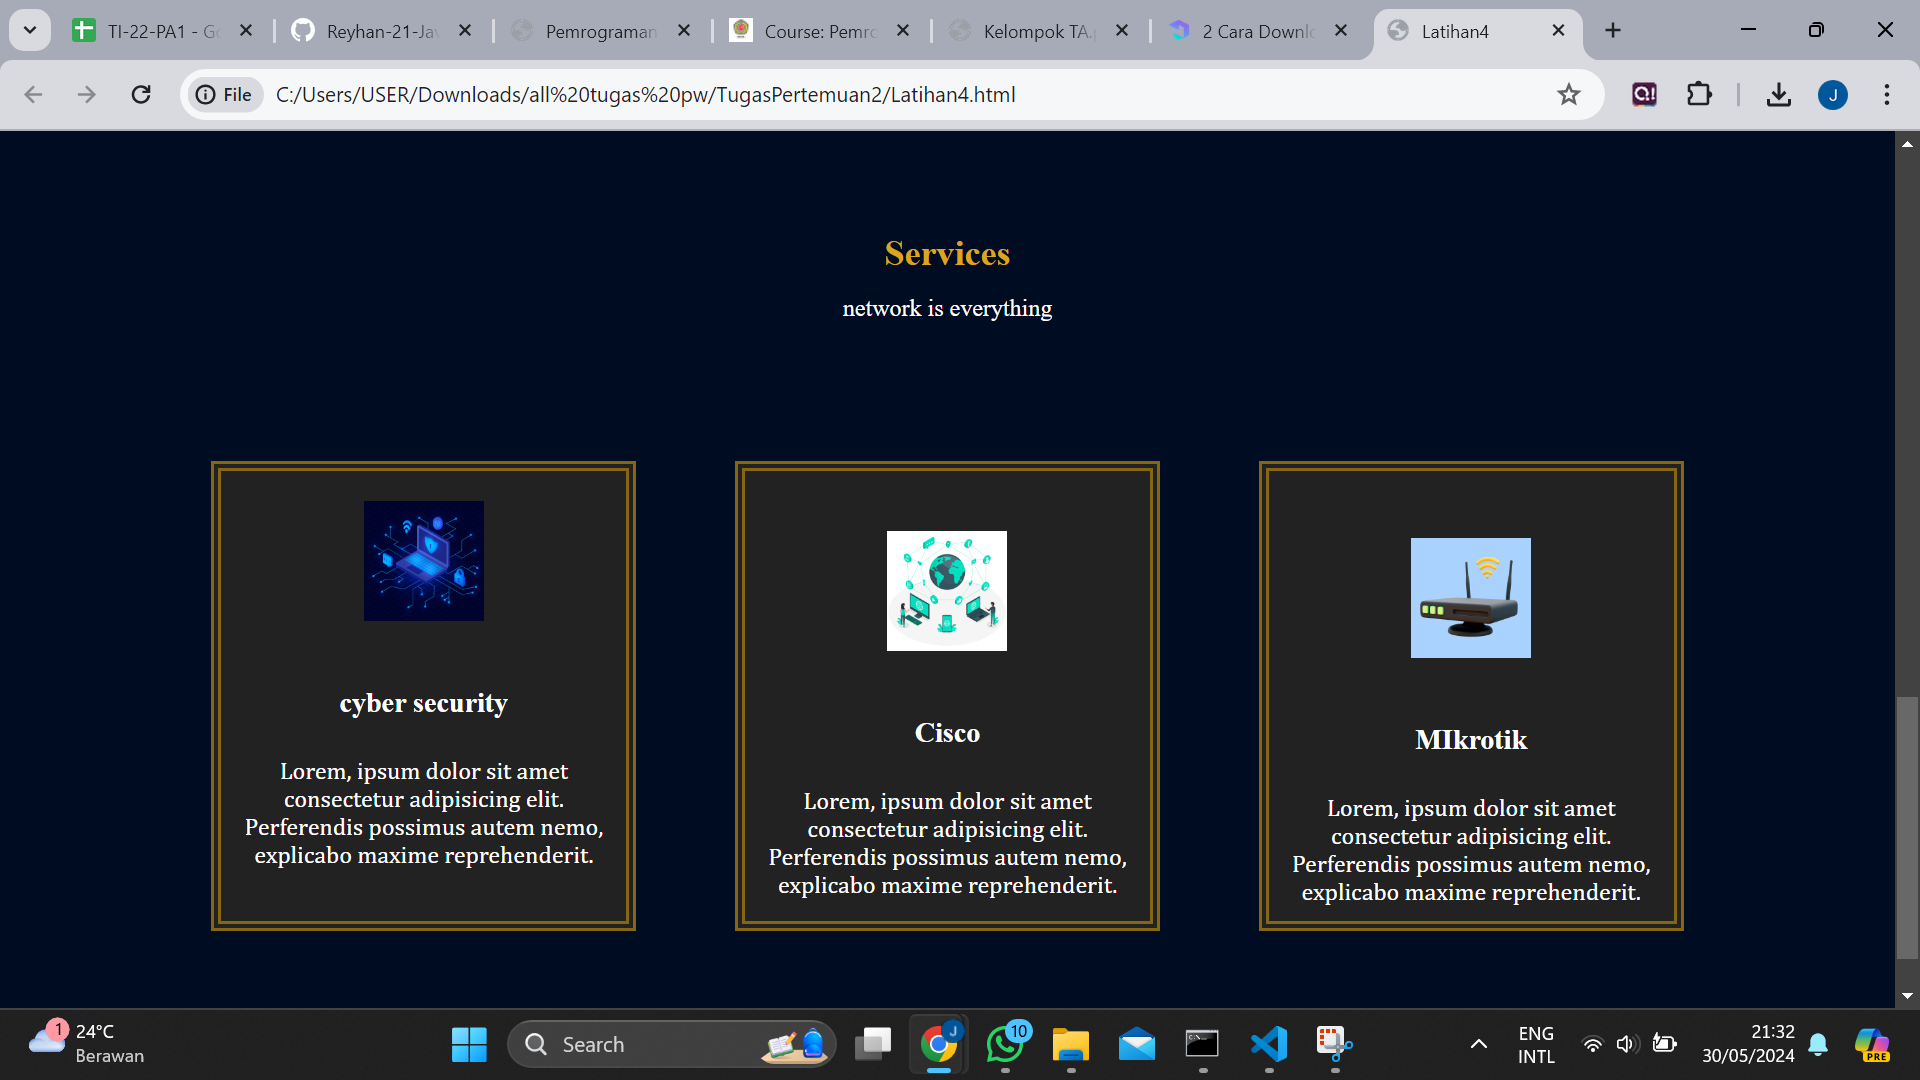 TI-22-PA1 - Go
Reyhan-21-Jav
Pemrograman
Course: Pemro
Kelompok TA.p
2 Cara Downlo
Latihan4
File
C:/Users/USER/Downloads/all%20tugas%20pw/TugasPertemuan2/Latihan4.html
J
Services
network is everything
cyber security
Lorem, ipsum dolor sit amet
consectetur adipisicing elit.
Perferendis possimus autem nemo,
explicabo maxime reprehenderit.
Cisco
Lorem, ipsum dolor sit amet
consectetur adipisicing elit.
Perferendis possimus autem nemo,
explicabo maxime reprehenderit.
MIkrotik
Lorem, ipsum dolor sit amet
consectetur adipisicing elit.
Perferendis possimus autem nemo,
explicabo maxime reprehenderit.
1
24°C
Berawan
Search
J
10
ENG
INTL
21:32
30/05/2024
PRE